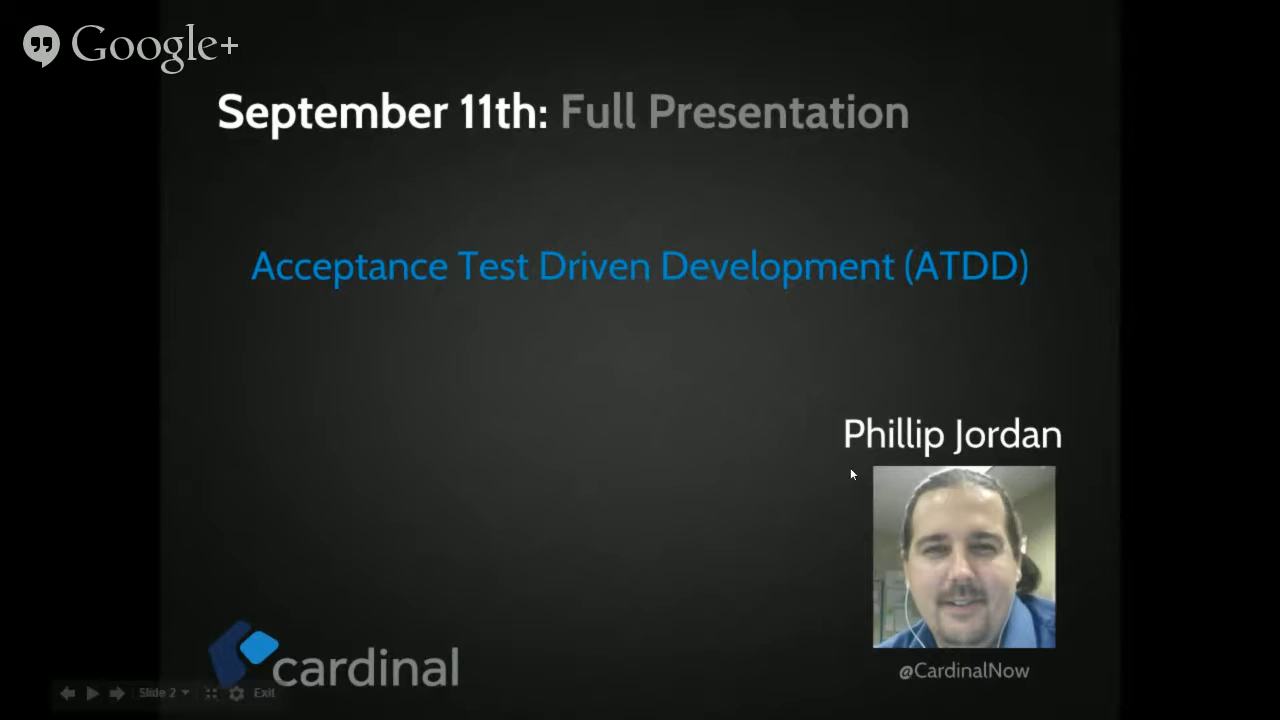 Google+
September 11th: Full Presentation
Acceptance Test Driven Development (ATDD)
Phillip Jordan
cardinal
@CardinalNow
Slide 2
Exit